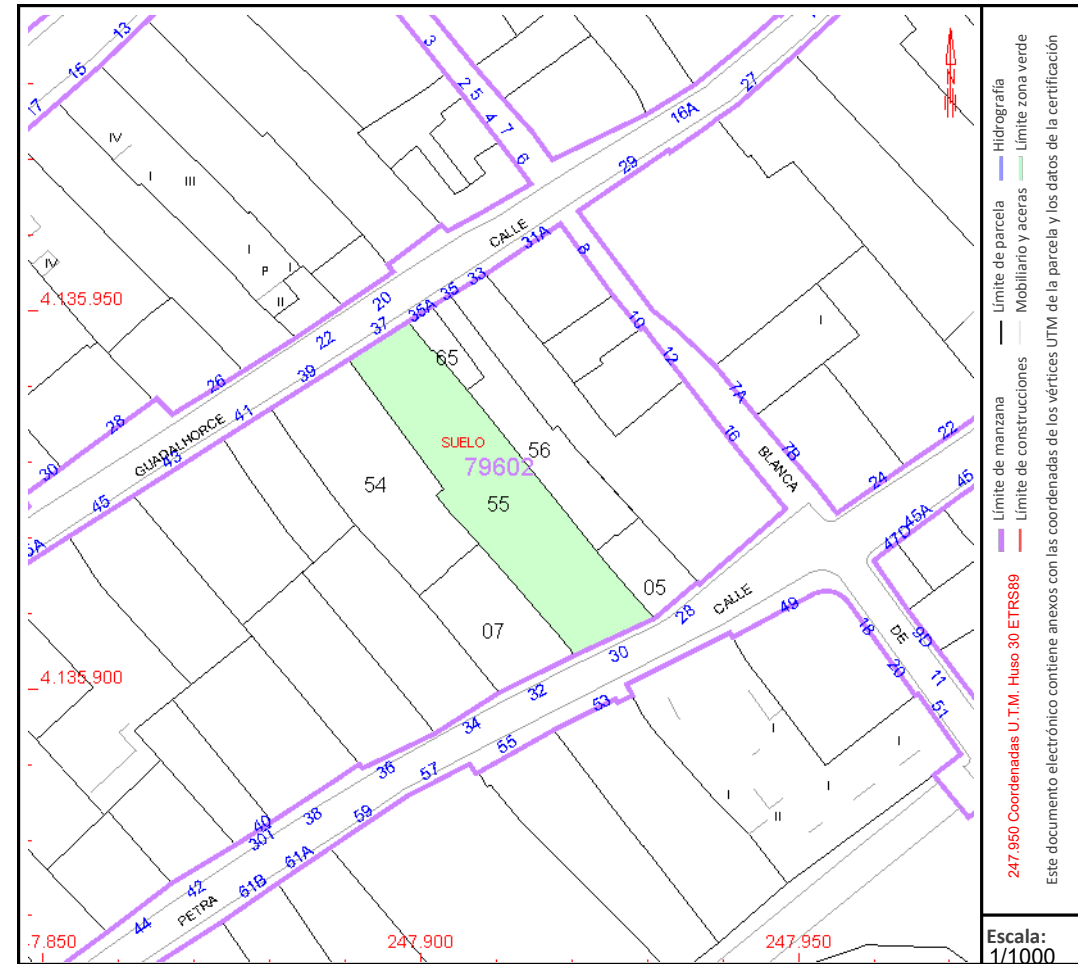 13
15
17
3
2.5
4
7
6
27
16A
29
IV
I
III
I
P
I
II
IV
CALLE
31A
8
4.135.950
20
33
35
35A
37
22
10
12
I
39
65
26
7A
41
28
SUELO
56
16
GUADALHORCE
22
79602
7B
43
30
54
BLANCA
24
45
45
55
45A
47D
5A
05
CALLE
28
49
07
18
DE
9D
30
4.135.900
20
11
32
53
51
34
55
I
I
36
57
I
I
40
38
59
II
301
61A
42
61B
PETRA
44
7.850
247.900
247.950
Límite de manzana
Límite de parcela
Hidrografía
Límite de construcciones
Mobiliario y aceras
Límite zona verde
247.950 Coordenadas U.T.M. Huso 30 ETRS89
Este documento electrónico contiene anexos con las coordenadas de los vértices UTM de la parcela y los datos de la certificación
Escala:
1/1000
N